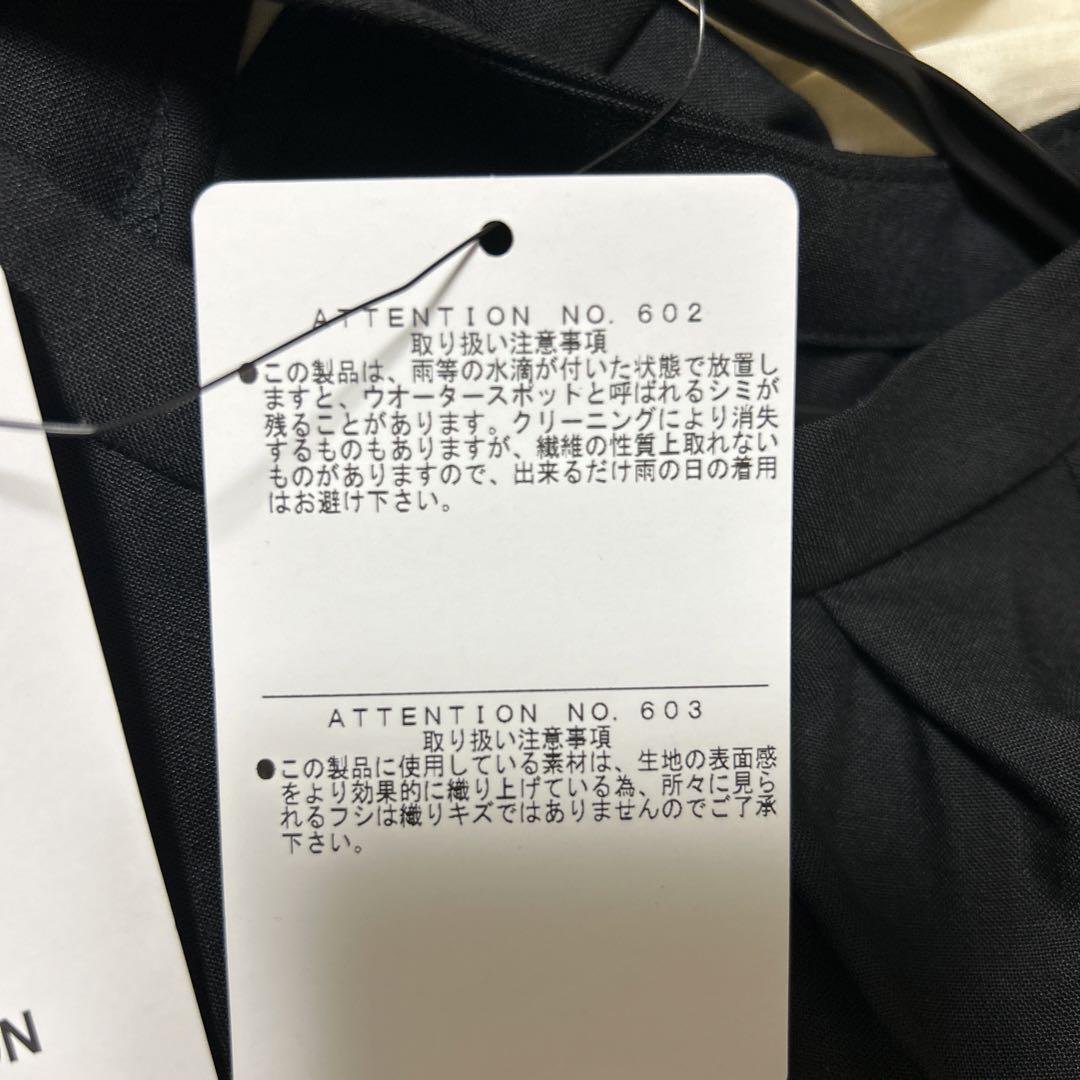 ATTENTION NO. 602
取り扱い注意事項
●この製品は、雨等の水滴が付いた状態で放置し
ますと、ウオータースポットと呼ばれるシミが
残ることがあります。クリーニングにより消失
するものもありますが、繊維の性質上取れない
ものがありますので、出来るだけ雨の日の着用
はお避け下さい。
ATTENTION NO. 603
取り扱い注意事項
●この製品に使用している素材は、生地の表面感
をより効果的に織り上げている為、所々に見ら
れるフシは織りキズではありませんのでご了承
下さい。